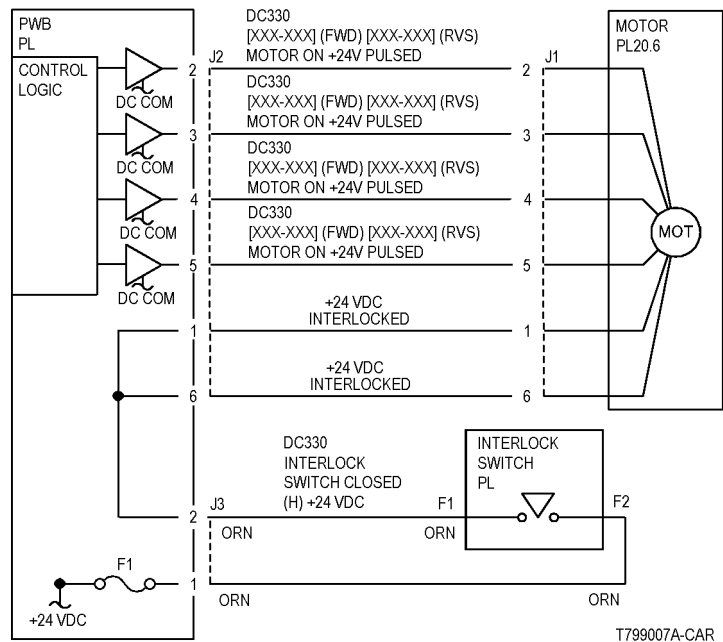 PWB
PL
CONTROL
LOGIC
DC330
[XXX-XXX] (FWD) [XXX-XXX] (RVS)
MOTOR ON +24V PULSED
J2
J1
MOTOR
PL20.6
2
2
DC COM
DC330
[XXX-XXX] (FWD) [XXX-XXX] (RVS)
MOTOR ON +24V PULSED
3
3
DC COM
DC330
[XXX-XXX] (FWD) [XXX-XXX] (RVS)
MOTOR ON +24V PULSED
4
4
DC COM
DC330
[XXX-XXX] (FWD) [XXX-XXX] (RVS)
MOTOR ON +24V PULSED
MOT
5
5
DC COM
+24 VDC
INTERLOCKED
1
1
+24 VDC
INTERLOCKED
6
6
DC330
INTERLOCK
SWITCH CLOSED
(H) +24 VDC
INTERLOCK
SWITCH
PL
J3
F1
F2
2
ORN
ORN
F1
1
ORN
ORN
+24 VDC
T799007A-CAR